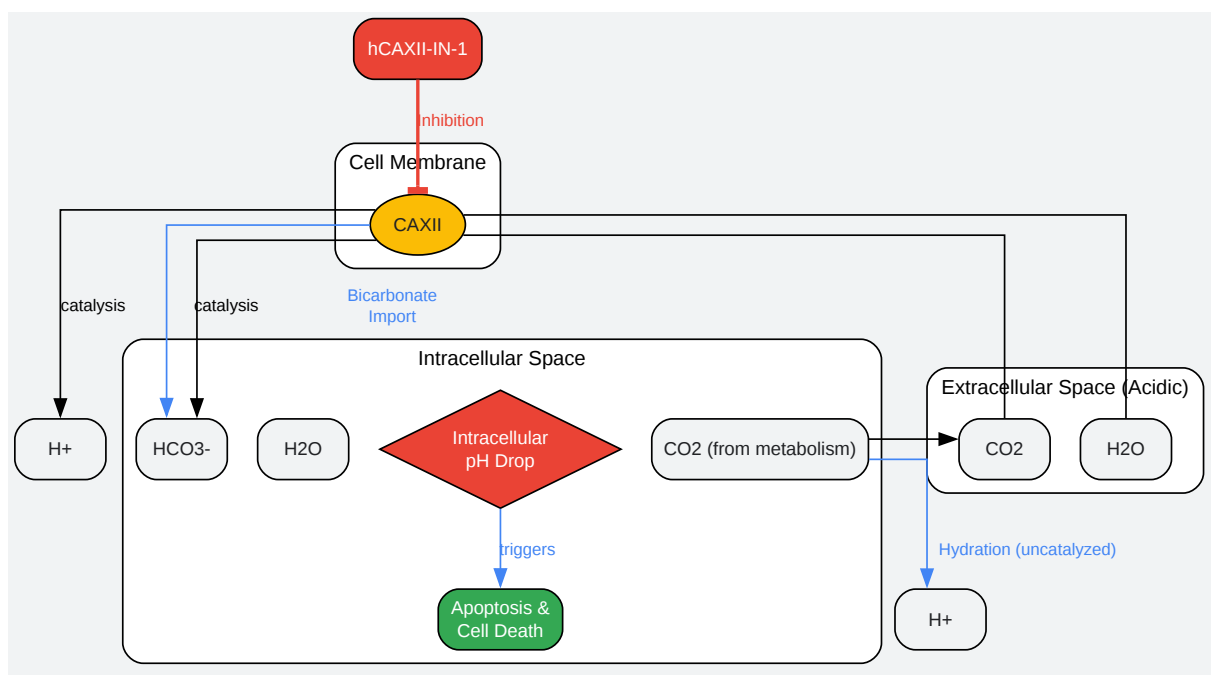 hCAXII-IN-1
Inhibition
Cell Membrane
CAXII
catalysis
catalysis
Bicarbonate
Import
Intracellular Space
Extracellular Space (Acidic)
H+
HCO3-
H2O
Intracellular
pH Drop
CO2 (from metabolism)
CO2
H2O
triggers
Hydration (uncatalyzed)
Apoptosis &
Cell Death
H+